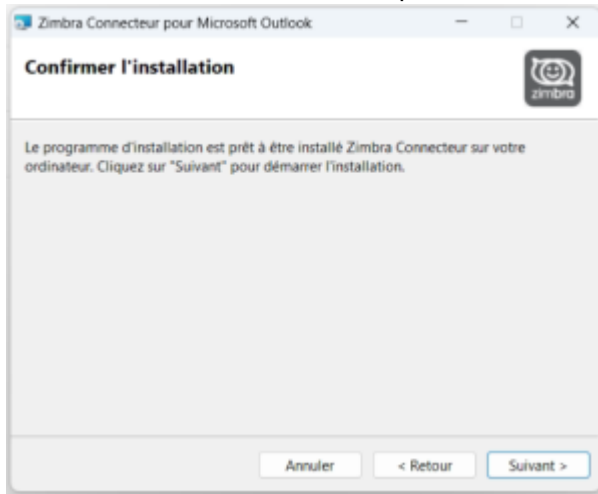 Zimbra Connecteur pour Microsoft Outlook
Confirmer l'installation
zimbra
Le programme d'installation est prêt à être installé Zimbra Connecteur sur votre
ordinateur. Cliquez sur "Suivant" pour démarrer l'installation.
Annuler
< Retour
Suivant >